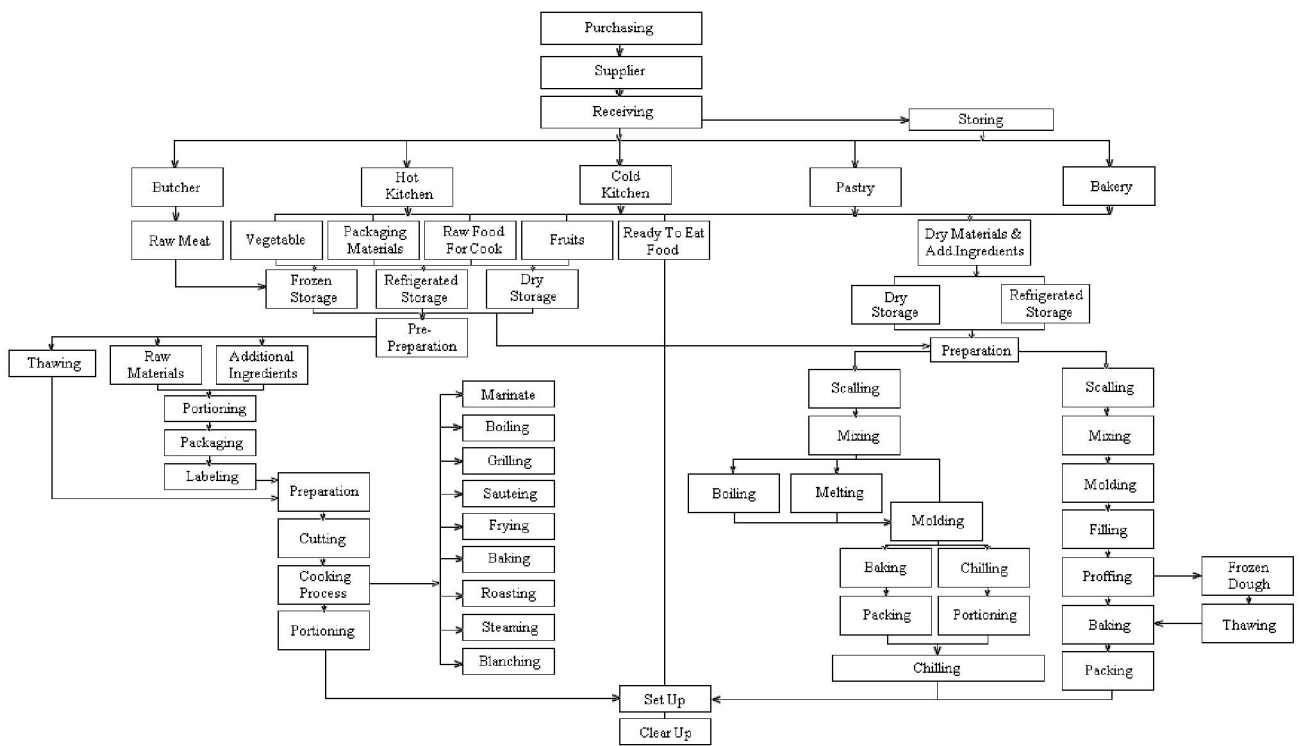 Purchasing
Supplier
Receiving
Storing
Butcher
Hot
Kitchen
Cold
Kitchen
Pastry
Bakery
Raw Meat
Vegetable
Packaging
Materials
Raw Food
For Cook
Fruits
Ready To Eat
Food
Dry Materials &
Add.Ingredients
Frozen
Storage
Refrigerated
Storage
Dry
Storage
Dry
Storage
Refrigerated
Storage
Pre-
Preparation
Preparation
Thawing
Raw
Materials
Additional
Ingredients
Portioning
Packaging
Labeling
Preparation
Cutting
Cooking
Process
Portioning
Marinate
Boiling
Grilling
Sauteing
Frying
Baking
Roasting
Steaming
Blanching
Scalling
Mixing
Boiling
Melting
Molding
Baking
Chilling
Packing
Portioning
Chilling
Scalling
Mixing
Molding
Filling
Proffing
Frozen
Dough
Baking
Thawing
Packing
Set Up
Clear Up